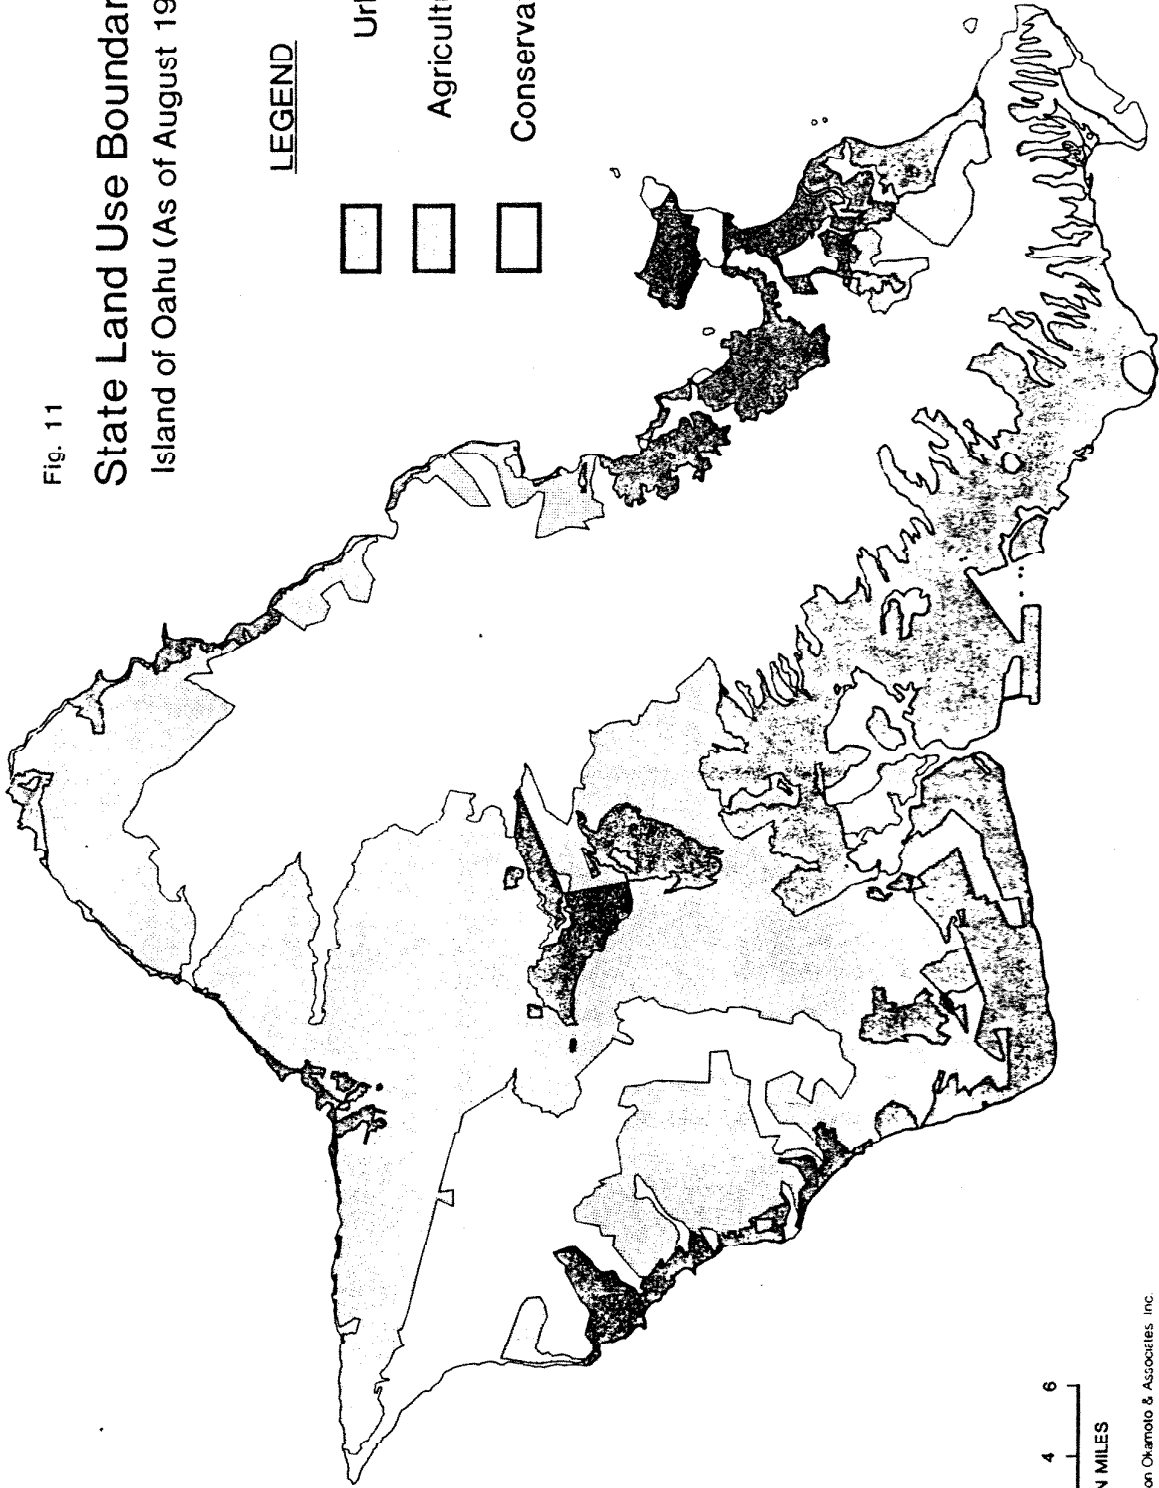 Fig. 11
State Land Use Boundar
Island of Oahu (As of August 19
LEGEND
Url
Agricult
Conserva
4 6
N MILES
on Okamoto & Associates Inc.